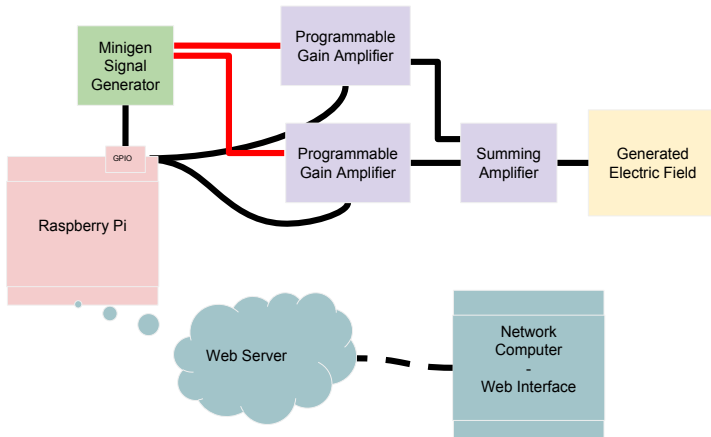 Minigen
Signal
Generator
Programmable
Gain Amplifier
GPIO
Programmable
Gain Amplifier
Summing
Amplifier
Generated
Electric Field
Raspberry Pi
Web Server
Network
Computer
-
Web Interface